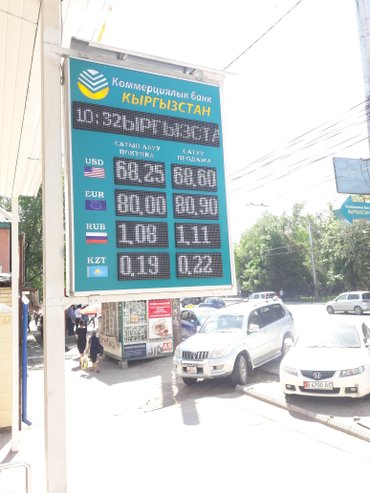 Коммерциялык банк
КЫРГЫЗСТАН
10:32ЫРГЫЗСТА
САТЫП АЛУУ САТУУ
ПОКУПКА ПРОДАЖА
USD 68,25 68,60
EUR 80,00 80,90
RUB 1,08 1,11
KZT 0,19 0,22
КЫРГЫЗСТАН